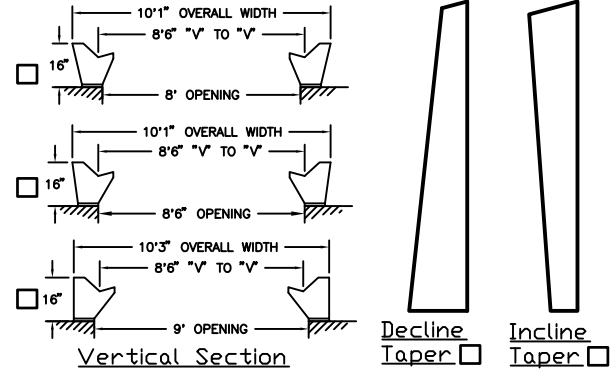 10'1" OVERALL WIDTH
8'6" "V" TO "V"
16"
8' OPENING
10'1" OVERALL WIDTH
8'6" "V" TO "V"
16"
8'6" OPENING
10'3" OVERALL WIDTH
8'6" "V" TO "V"
16"
9' OPENING
Vertical Section
Decline
Taper
Incline
Taper